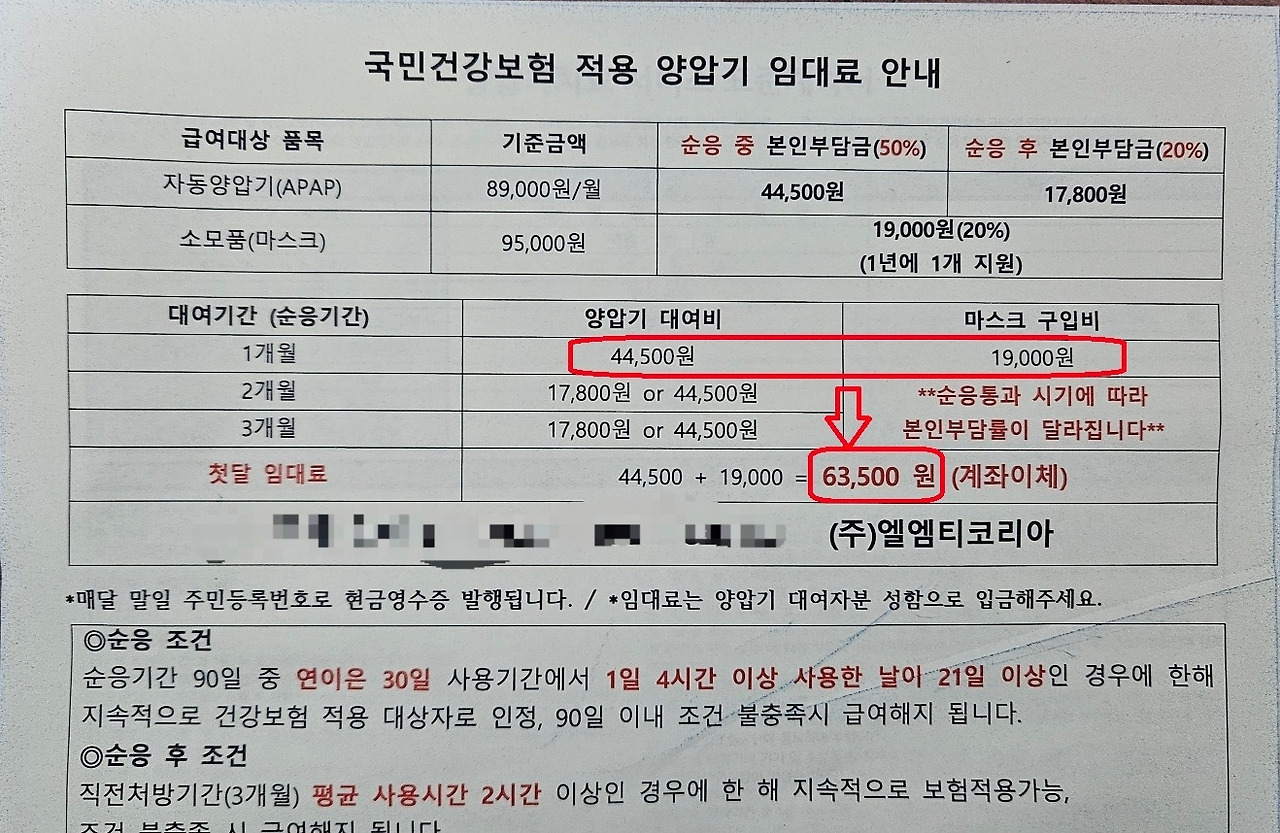 국민건강보험 적용 양압기 임대료 안내
급여대상 품목 기준금액 순응 중 본인부담금(50%) 순응 후 본인부담금(20%)
자동양압기(APAP) 89,000원/월 44,500원 17,800원
소모품(마스크) 95,000원 19,000원(20%)
(1년에 1개 지원)
대여기간 (순응기간) 양압기 대여비 마스크 구입비
1개월 44,500원 19,000원
2개월 17,800원 or 44,500원 **순응통과 시기에 따라
3개월 17,800원 or 44,500원 본인부담률이 달라집니다**
첫달 임대료 44,500 + 19,000 = 63,500 원 (계좌이체)
(주)엘엠티코리아
*매달 말일 주민등록번호로 현금영수증 발행됩니다. / *임대료는 양압기 대여자분 성함으로 입금해주세요.
◎순응 조건
순응기간 90일 중 연이은 30일 사용기간에서 1일 4시간 이상 사용한 날이 21일 이상인 경우에 한해
지속적으로 건강보험 적용 대상자로 인정, 90일 이내 조건 불충족시 급여해지 됩니다.
◎순응 후 조건
직전처방기간(3개월) 평균 사용시간 2시간 이상인 경우에 한 해 지속적으로 보험적용가능,
조건 불충족 시 급여해지 됩니다